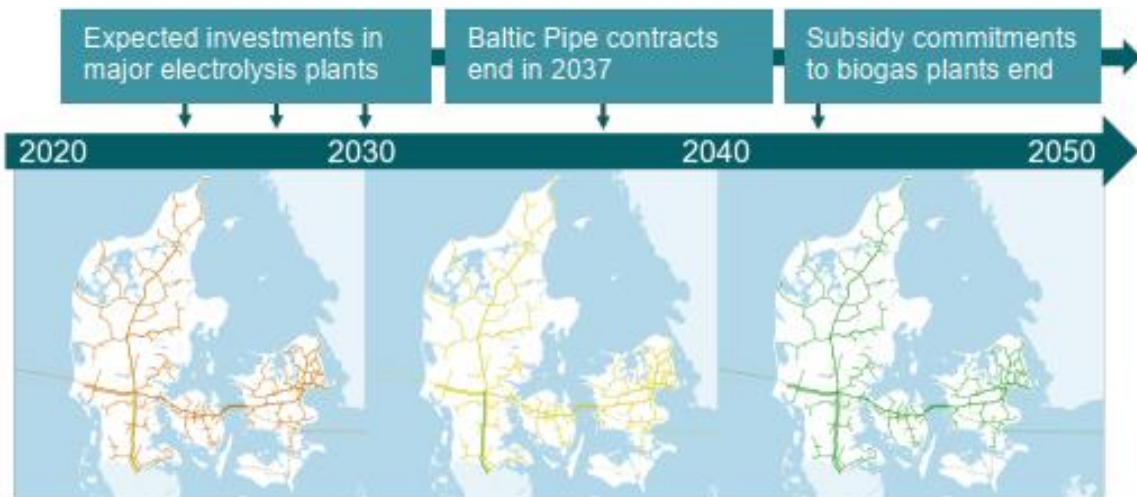 Expected investments in
major electrolysis plants
Baltic Pipe contracts
end in 2037
Subsidy commitments
to biogas plants end
2020
2030
2040
2050